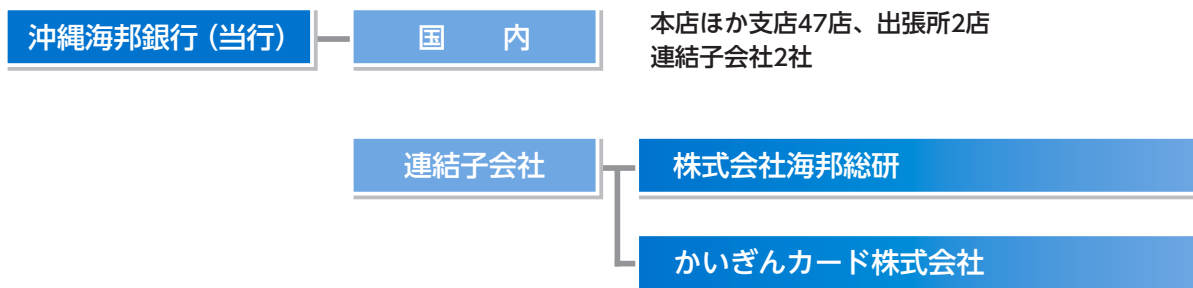 沖縄海邦銀行（当行）
国　内
本店ほか支店47店、出張所2店
連結子会社2社
連結子会社
株式会社海邦総研
かいぎんカード株式会社